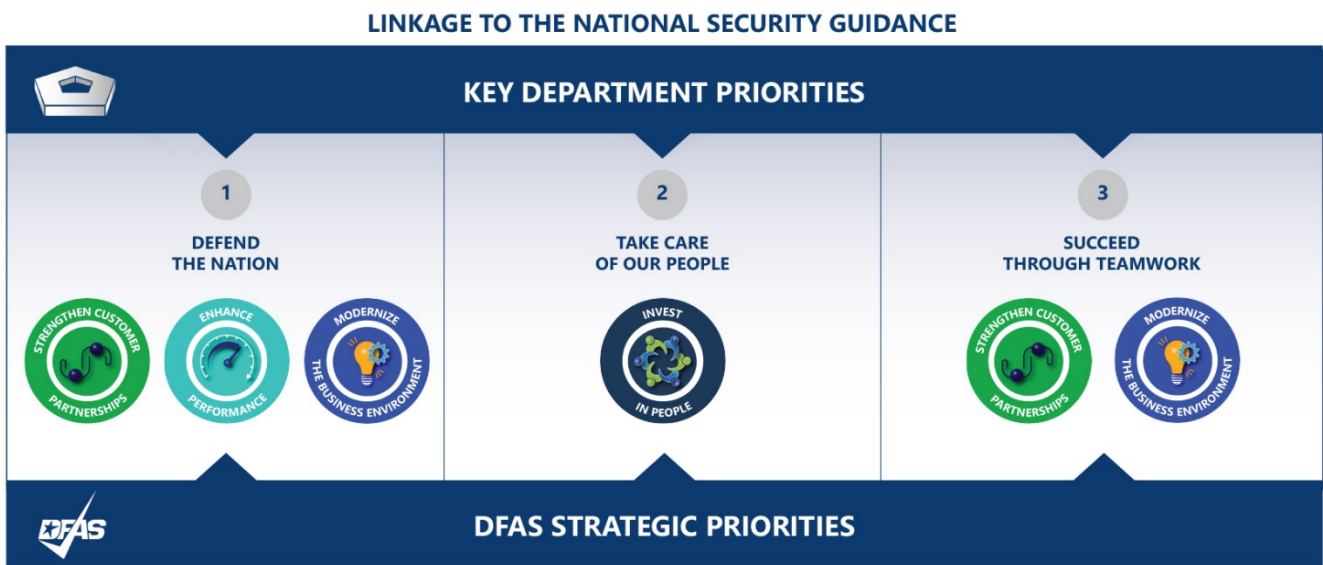 LINKAGE TO THE NATIONAL SECURITY GUIDANCE
KEY DEPARTMENT PRIORITIES
1
DEFEND
THE NATION
STRENGTHEN CUSTOMER
PARTNERSHIPS
ENHANCE
PERFORMANCE
MODERNIZE
THE BUSINESS ENVIRONMENT
2
TAKE CARE
OF OUR PEOPLE
INVEST
IN PEOPLE
3
SUCCEED
THROUGH TEAMWORK
STRENGTHEN CUSTOMER
PARTNERSHIPS
MODERNIZE
THE BUSINESS ENVIRONMENT
DFAS
DFAS STRATEGIC PRIORITIES